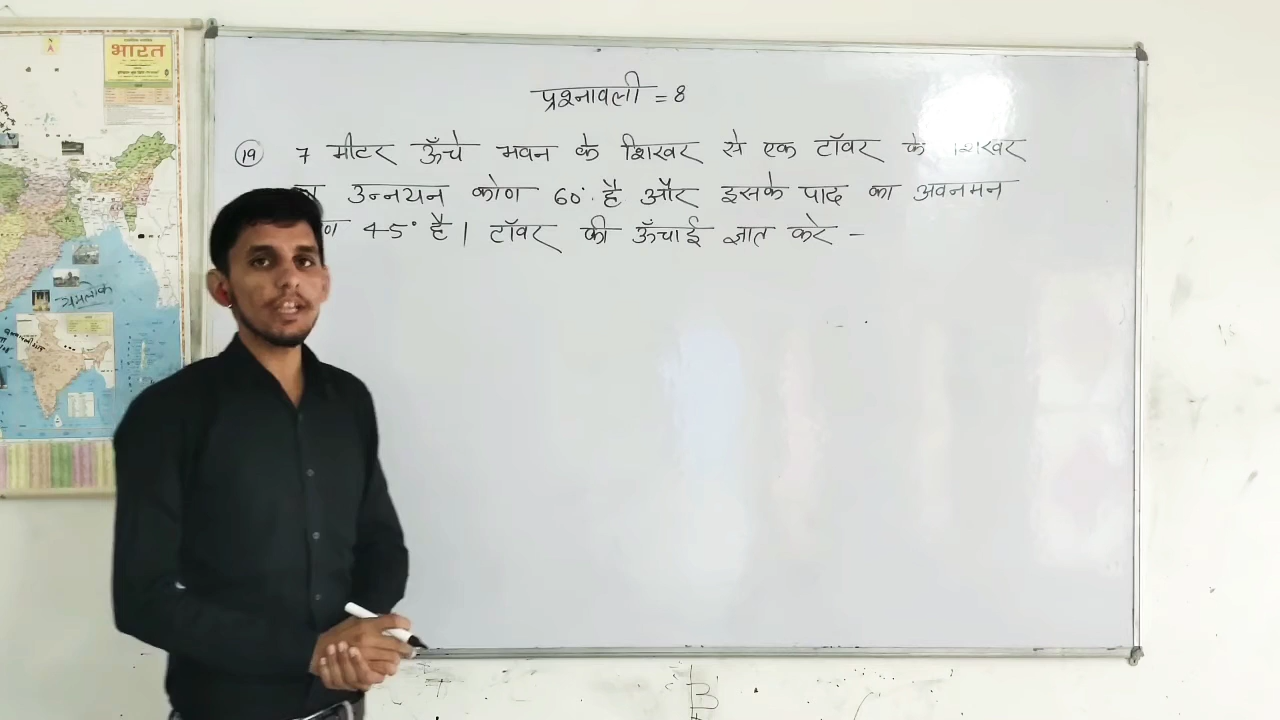 भारत
प्रश्नावली = 8
19 7 मीटर ऊँचे भवन के शिखर से एक टॉवर के शिखर
उन्नयन कोण 60° है और इसके पाद का अवनमन
45° है। टॉवर की ऊँचाई ज्ञात करे -
B